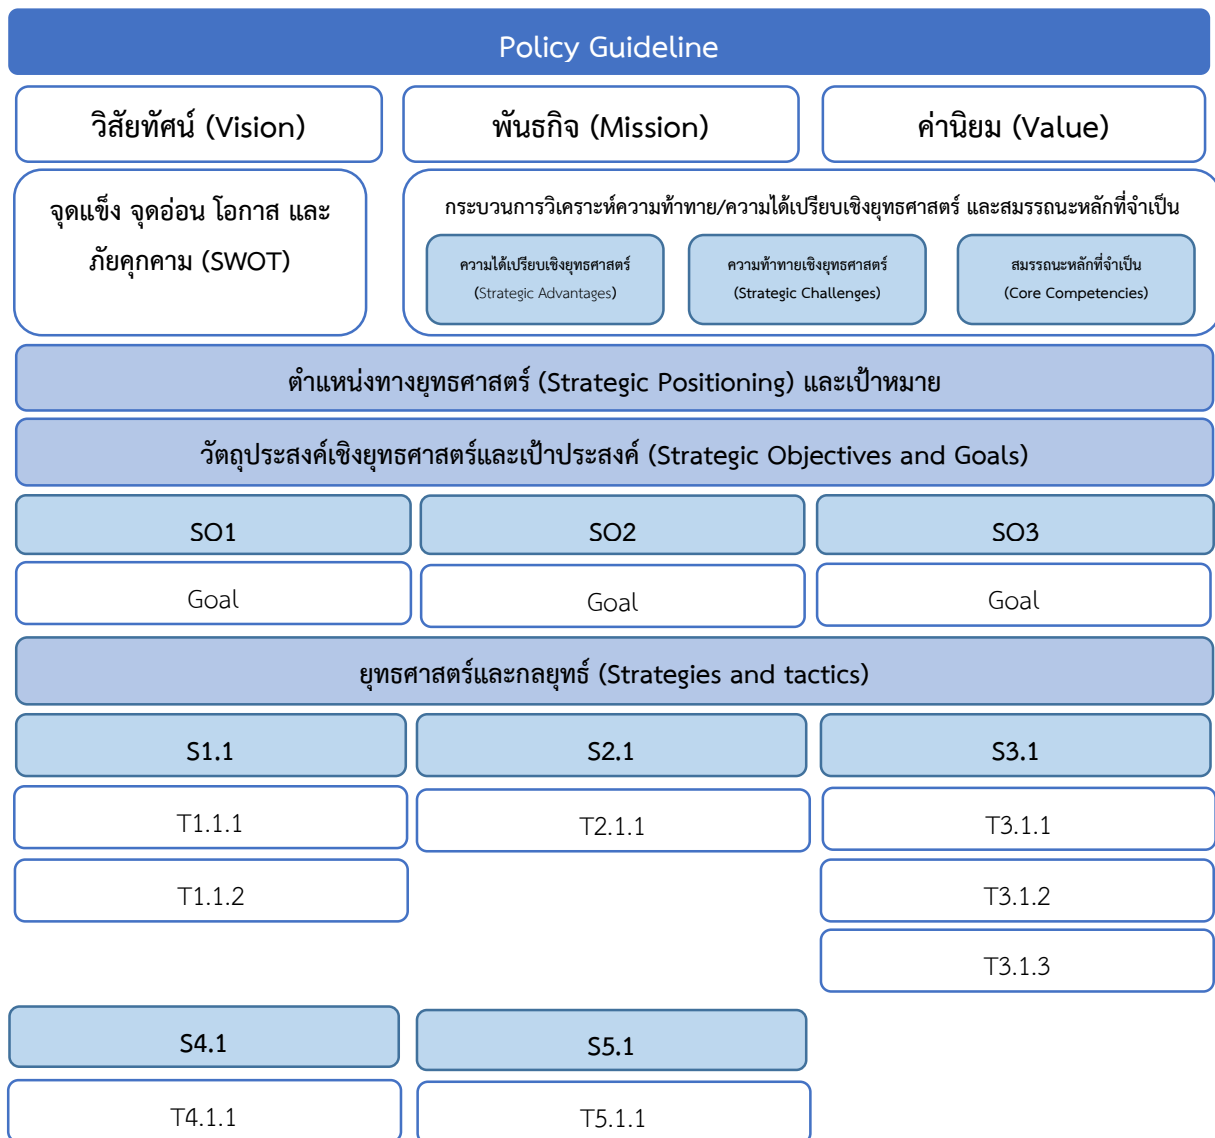 Policy Guideline
วิสัยทัศน์ (Vision)
พันธกิจ (Mission)
ค่านิยม (Value)
จุดแข็ง จุดอ่อน โอกาส และ
ภัยคุกคาม (SWOT)
กระบวนการวิเคราะห์ความท้าทาย/ความได้เปรียบเชิงยุทธศาสตร์ และสมรรถนะหลักที่จำเป็น
ความได้เปรียบเชิงยุทธศาสตร์
(Strategic Advantages)
ความท้าทายเชิงยุทธศาสตร์
(Strategic Challenges)
สมรรถนะหลักที่จำเป็น
(Core Competencies)
ตำแหน่งทางยุทธศาสตร์ (Strategic Positioning) และเป้าหมาย
วัตถุประสงค์เชิงยุทธศาสตร์และเป้าประสงค์ (Strategic Objectives and Goals)
SO1
SO2
SO3
Goal
Goal
Goal
ยุทธศาสตร์และกลยุทธ์ (Strategies and tactics)
S1.1
S2.1
S3.1
T1.1.1
T2.1.1
T3.1.1
T1.1.2
T3.1.2
T3.1.3
S4.1
S5.1
T4.1.1
T5.1.1